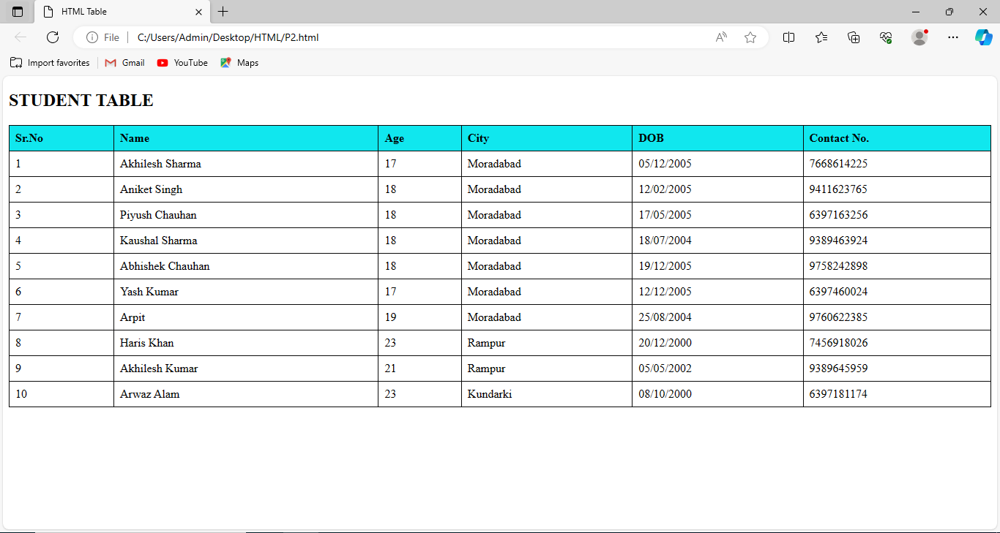 HTML Table
File C:/Users/Admin/Desktop/HTML/P2.html
Import favorites Gmail YouTube Maps
STUDENT TABLE
Sr.No Name Age City DOB Contact No.
1 Akhilesh Sharma 17 Moradabad 05/12/2005 7668614225
2 Aniket Singh 18 Moradabad 12/02/2005 9411623765
3 Piyush Chauhan 18 Moradabad 17/05/2005 6397163256
4 Kaushal Sharma 18 Moradabad 18/07/2004 9389463924
5 Abhishek Chauhan 18 Moradabad 19/12/2005 9758242898
6 Yash Kumar 17 Moradabad 12/12/2005 6397460024
7 Arpit 19 Moradabad 25/08/2004 9760622385
8 Haris Khan 23 Rampur 20/12/2000 7456918026
9 Akhilesh Kumar 21 Rampur 05/05/2002 9389645959
10 Arwaz Alam 23 Kundarki 08/10/2000 6397181174